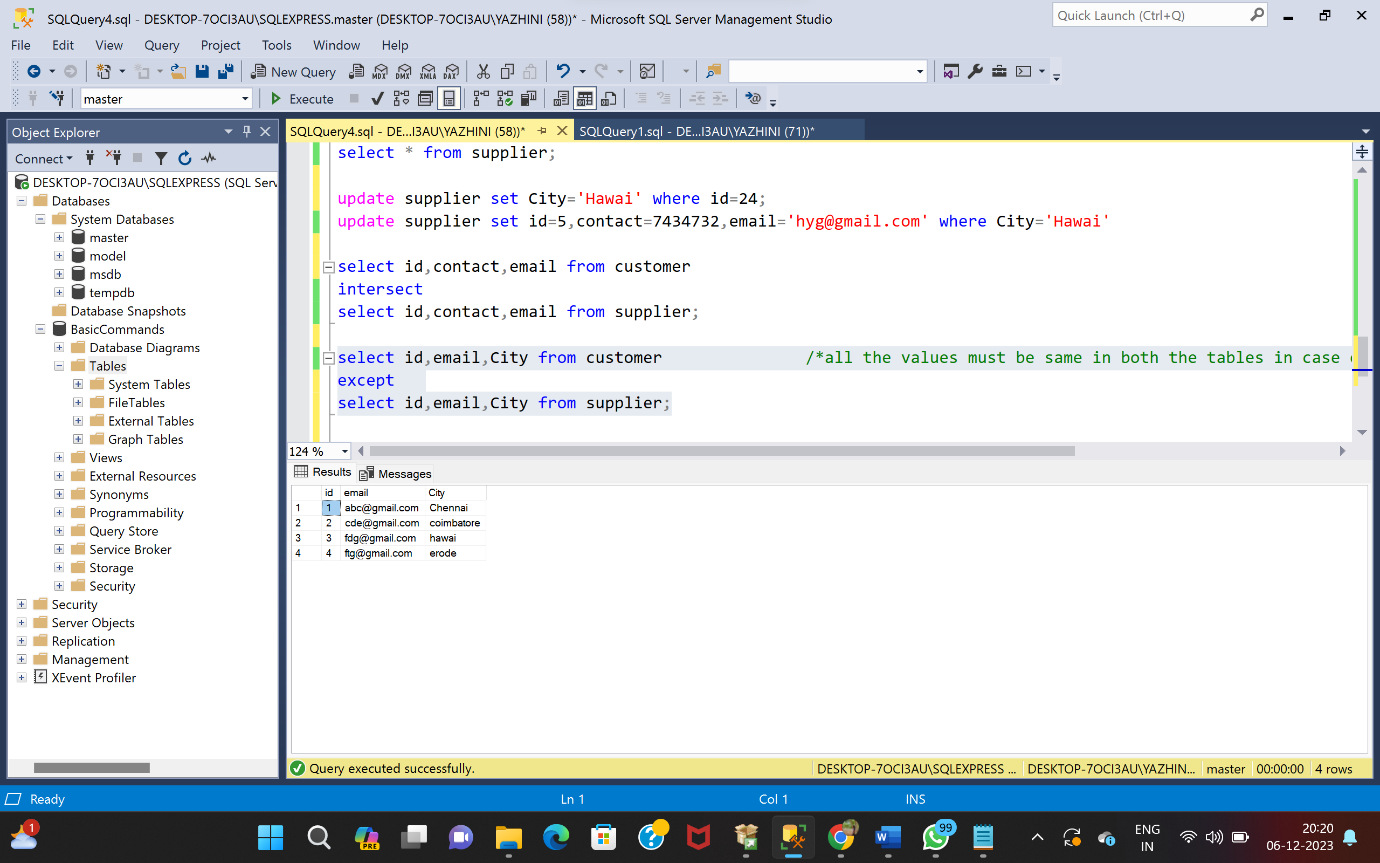 SQLQuery4.sql - DESKTOP-7OCI3AU\SQLEXPRESS.master (DESKTOP-7OCI3AU\YAZHINI (58))* - Microsoft SQL Server Management Studio
Quick Launch (Ctrl+Q)
File Edit View Query Project Tools Window Help
New Query MDX DMX XMLA DAX
master Execute
Object Explorer
SQLQuery4.sql - DE...I3AU\YAZHINI (58))* SQLQuery1.sql - DE...I3AU\YAZHINI (71))*
Connect
DESKTOP-7OCI3AU\SQLEXPRESS (SQL Ser
Databases
System Databases
master
model
msdb
tempdb
Database Snapshots
BasicCommands
Database Diagrams
Tables
System Tables
FileTables
External Tables
Graph Tables
Views
External Resources
Synonyms
Programmability
Query Store
Service Broker
Storage
Security
Security
Server Objects
Replication
Management
XEvent Profiler
select * from supplier;
update supplier set City='Hawai' where id=24;
update supplier set id=5,contact=7434732,email='hyg@gmail.com' where City='Hawai'
select id,contact,email from customer
intersect
select id,contact,email from supplier;
select id,email,City from customer /*all the values must be same in both the tables in case
except
select id,email,City from supplier;
124 %
Results Messages
id email City
1 1 abc@gmail.com Chennai
2 2 cde@gmail.com coimbatore
3 3 fdg@gmail.com hawai
4 4 ftg@gmail.com erode
Query executed successfully. DESKTOP-7OCI3AU\SQLEXPRESS ... DESKTOP-7OCI3AU\YAZHIN... master 00:00:00 4 rows
Ready Ln 1 Col 1 INS
1
PRE
99
ENG
IN
20:20
06-12-2023